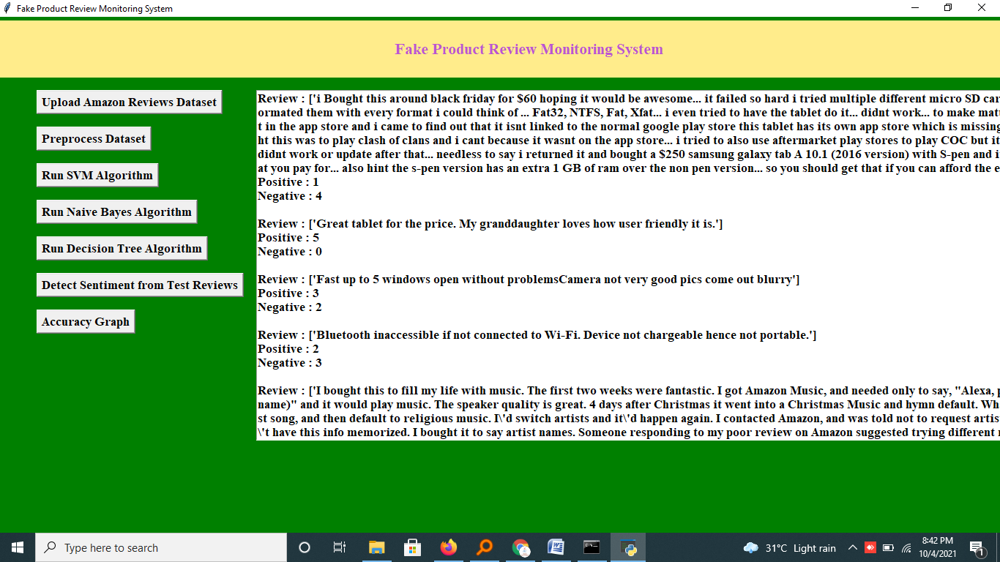 Fake Product Review Monitoring System
Fake Product Review Monitoring System
Upload Amazon Reviews Dataset
Preprocess Dataset
Run SVM Algorithm
Run Naive Bayes Algorithm
Run Decision Tree Algorithm
Detect Sentiment from Test Reviews
Accuracy Graph
Review : ['i Bought this around black friday for $60 hoping it would be awesome... it failed so hard i tried multiple different micro SD car
ormated them with every format i could think of ... Fat32, NTFS, Fat, Xfat... i even tried to have the tablet do it... didnt work... to make matt
t in the app store and i came to find out that it isnt linked to the normal google play store this tablet has its own app store which is missing
ht this was to play clash of clans and i cant because it wasnt on the app store... i tried to also use aftermarket play stores to play COC but it
didnt work or update after that... needless to say i returned it and bought a $250 samsung galaxy tab A 10.1 (2016 version) with S-pen and i
at you pay for... also hint the s-pen version has an extra 1 GB of ram over the non pen version... so you should get that if you can afford the e
Positive : 1
Negative : 4
Review : ['Great tablet for the price. My granddaughter loves how user friendly it is.']
Positive : 5
Negative : 0
Review : ['Fast up to 5 windows open without problemsCamera not very good pics come out blurry']
Positive : 3
Negative : 2
Review : ['Bluetooth inaccessible if not connected to Wi-Fi. Device not chargeable hence not portable.']
Positive : 2
Negative : 3
Review : ['I bought this to fill my life with music. The first two weeks were fantastic. I got Amazon Music, and needed only to say, "Alexa, p
name)" and it would play music. The speaker quality is great. 4 days after Christmas it went into a Christmas Music and hymn default. Wh
st song, and then default to religious music. I\'d switch artists and it\'d happen again. I contacted Amazon, and was told not to request artis
\'t have this info memorized. I bought it to say artist names. Someone responding to my poor review on Amazon suggested trying different
Type here to search
31°C Light rain
8:42 PM
10/4/2021
1